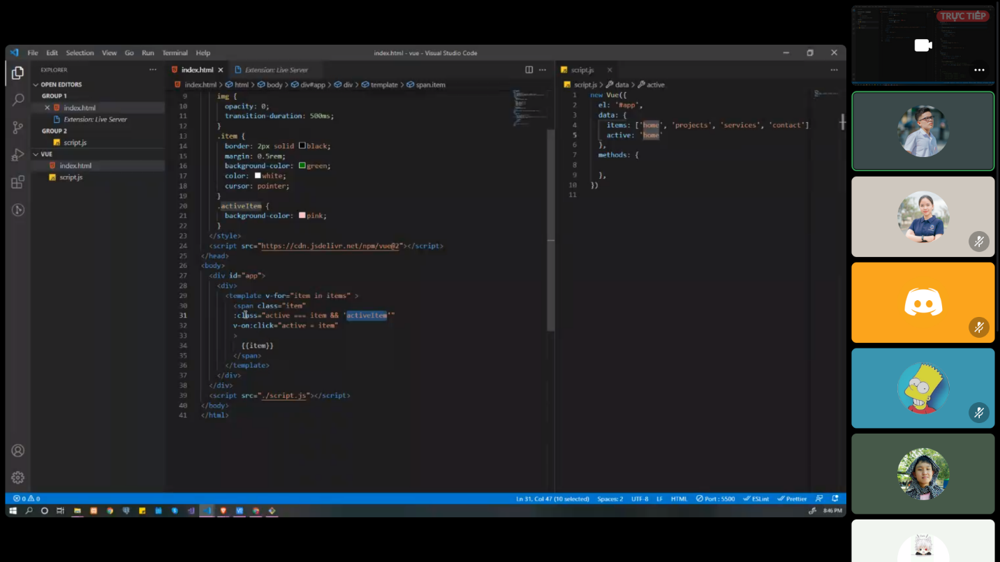 TRỰC TIẾP
File Edit Selection View Go Run Terminal Help
index.html - vue - Visual Studio Code
EXPLORER
OPEN EDITORS
GROUP 1
index.html
Extension: Live Server
GROUP 2
script.js
VUE
index.html
script.js
index.html
Extension: Live Server
index.html > html > body > div#app > div > template > span.item
9 img {
10 opacity: 0;
11 transition-duration: 500ms;
12 }
13 .item {
14 border: 2px solid black;
15 margin: 0.5rem;
16 background-color: green;
17 color: white;
18 cursor: pointer;
19 }
20 .activeItem {
21 background-color: pink;
22 }
23 </style>
24 <script src="https://cdn.jsdelivr.net/npm/vue@2"></script>
25 </head>
26 <body>
27 <div id="app">
28 <div>
29 <template v-for="item in items" >
30 <span class="item"
31 :class="active === item && 'activeItem'"
32 v-on:click="active = item"
33 >
34 {{item}}
35 </span>
36 </template>
37 </div>
38 </div>
39 <script src="./script.js"></script>
40 </body>
41 </html>
script.js
script.js > data > active
1 new Vue({
2 el: '#app',
3 data: {
4 items: ['home', 'projects', 'services', 'contact']
5 active: 'home'
6 },
7 methods: {
8
9 },
10 })
11
0 0
Ln 31, Col 47 (10 selected) Spaces: 2 UTF-8 LF HTML Port : 5500 ESLint Prettier
8:46 PM